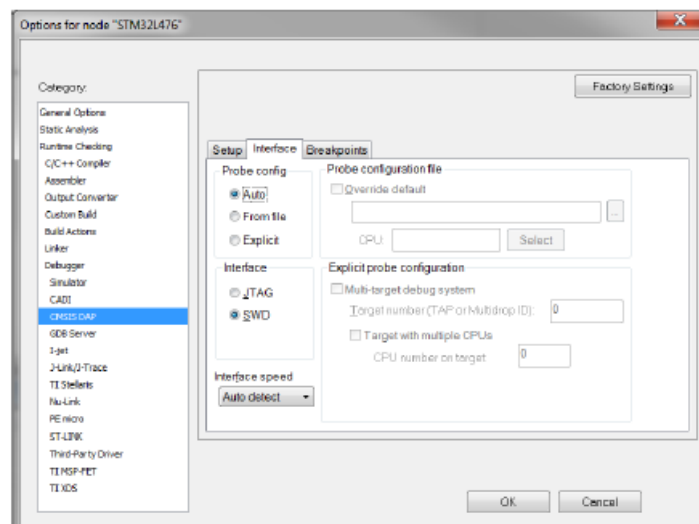 Options for node "STM32L476"
X
Category:
Factory Settings
General Options
Static Analysis
Runtime Checking
C/C++ Compiler
Assembler
Output Converter
Custom Build
Build Actions
Linker
Debugger
Simulator
CADI
CMSIS DAP
GDB Server
I-jet
J-Link/J-Trace
TI Stellaris
Nu-Link
PE micro
ST-LINK
Third-Party Driver
TI MSP-FET
TI XDS
Setup Interface Breakpoints
Probe config
Auto
From file
Explicit
Probe configuration file
Override default
...
CPU:
Select
Interface
JTAG
SWD
Explicit probe configuration
Multi-target debug system
Target number (TAP or Multidrop ID): 0
Target with multiple CPUs
CPU number on target 0
Interface speed
Auto detect
OK Cancel